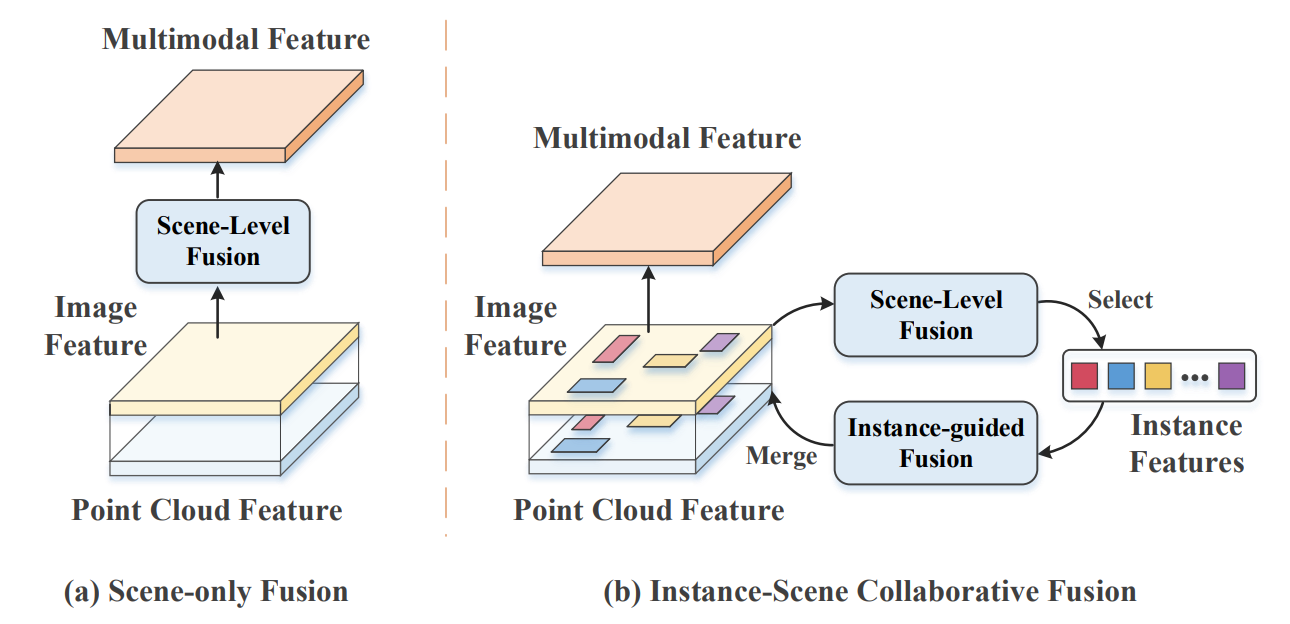 Multimodal Feature
Scene-Level
Fusion
Image
Feature
Point Cloud Feature
(a) Scene-only Fusion
Multimodal Feature
Image
Feature
Scene-Level
Fusion
Select
Instance-guided
Fusion
Merge
Instance
Features
Point Cloud Feature
(b) Instance-Scene Collaborative Fusion